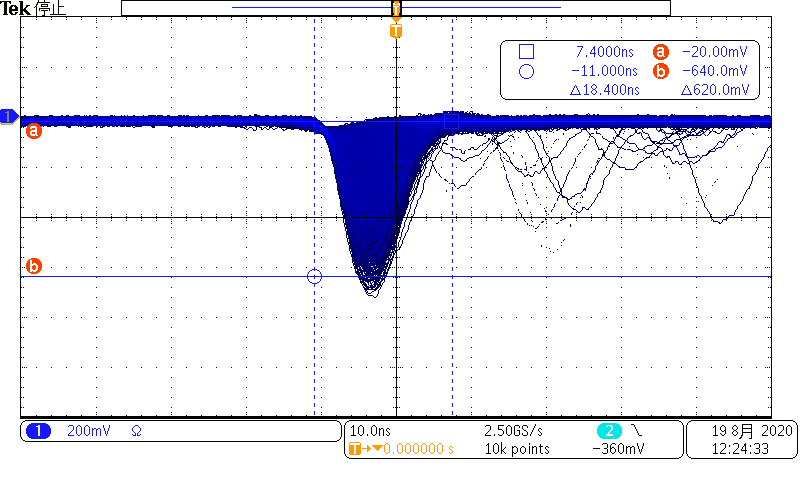 Tek 停止
T
T
7.4000ns a −20.00mV
−11.000ns b −640.0mV
Δ18.400ns Δ620.0mV
1
a
b
1 200mV Ω 10.0ns 2.50GS/s 2 −360mV 19 8月 2020
T→▼0.000000 s 10k points 12:24:33